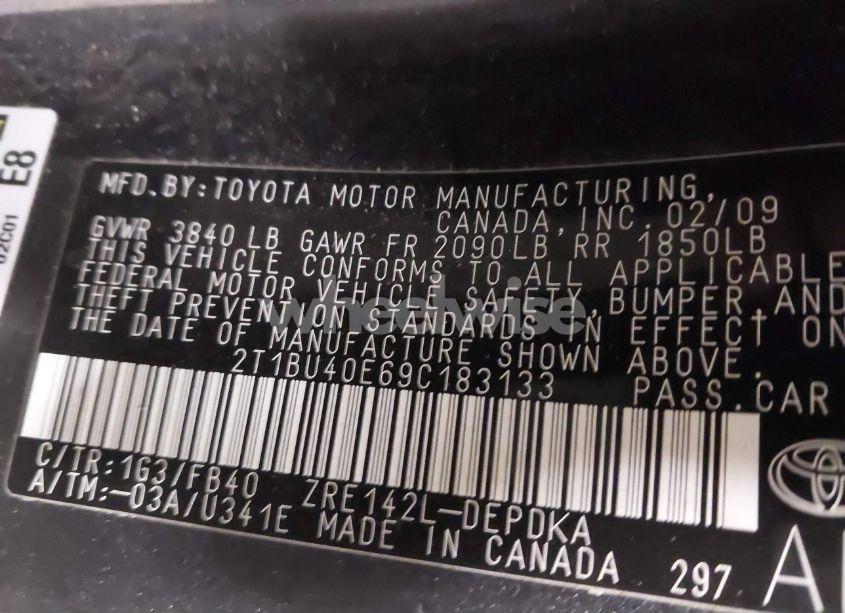 E8
02C01
MFD.BY:TOYOTA MOTOR MANUFACTURING,
CANADA,INC. 02/09
GVWR 3840 LB GAWR FR 2090LB RR 1850LB
THIS VEHICLE CONFORMS TO ALL APPLICABLE
FEDERAL MOTOR VEHICLE SAFETY, BUMPER,AND
THEFT PREVENTION STANDARDS IN EFFECT ON
THE DATE OF MANUFACTURE SHOWN ABOVE.
2T1BU40E69C183133 PASS.CAR
C/TR:1G3/FB40 ZRE142L-DEPDKA
A/TM:-03A/U341E MADE IN CANADA 297 A
wheelwise